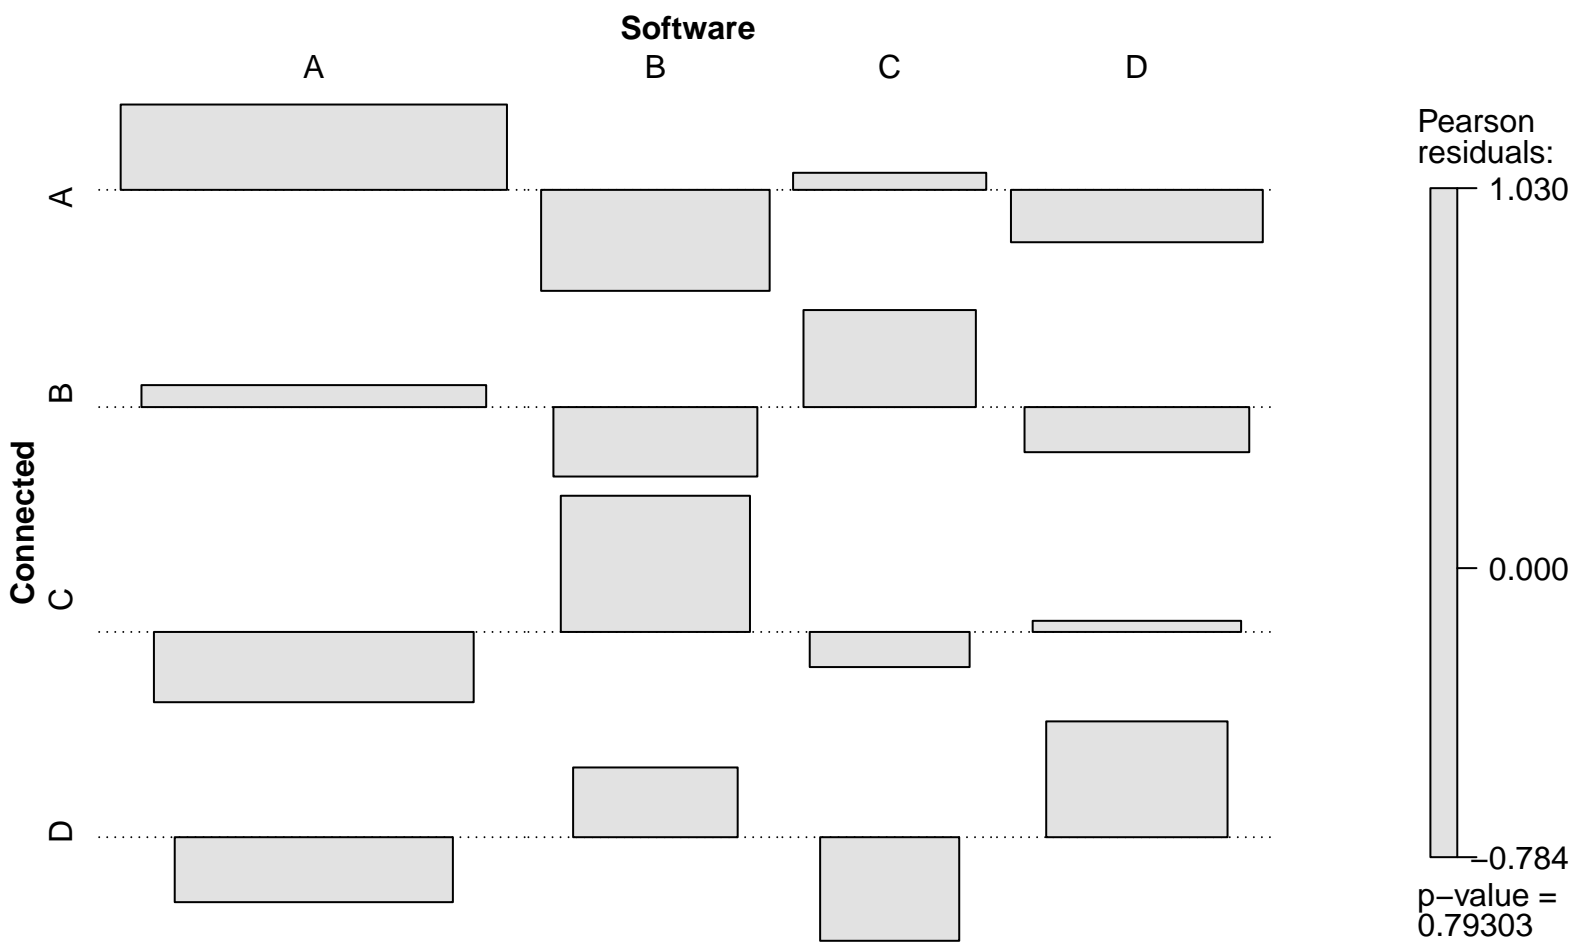 Software
A B C D
A
B
C
D
Connected
Pearson
residuals:
1.030
0.000
−0.784
p−value =
0.79303